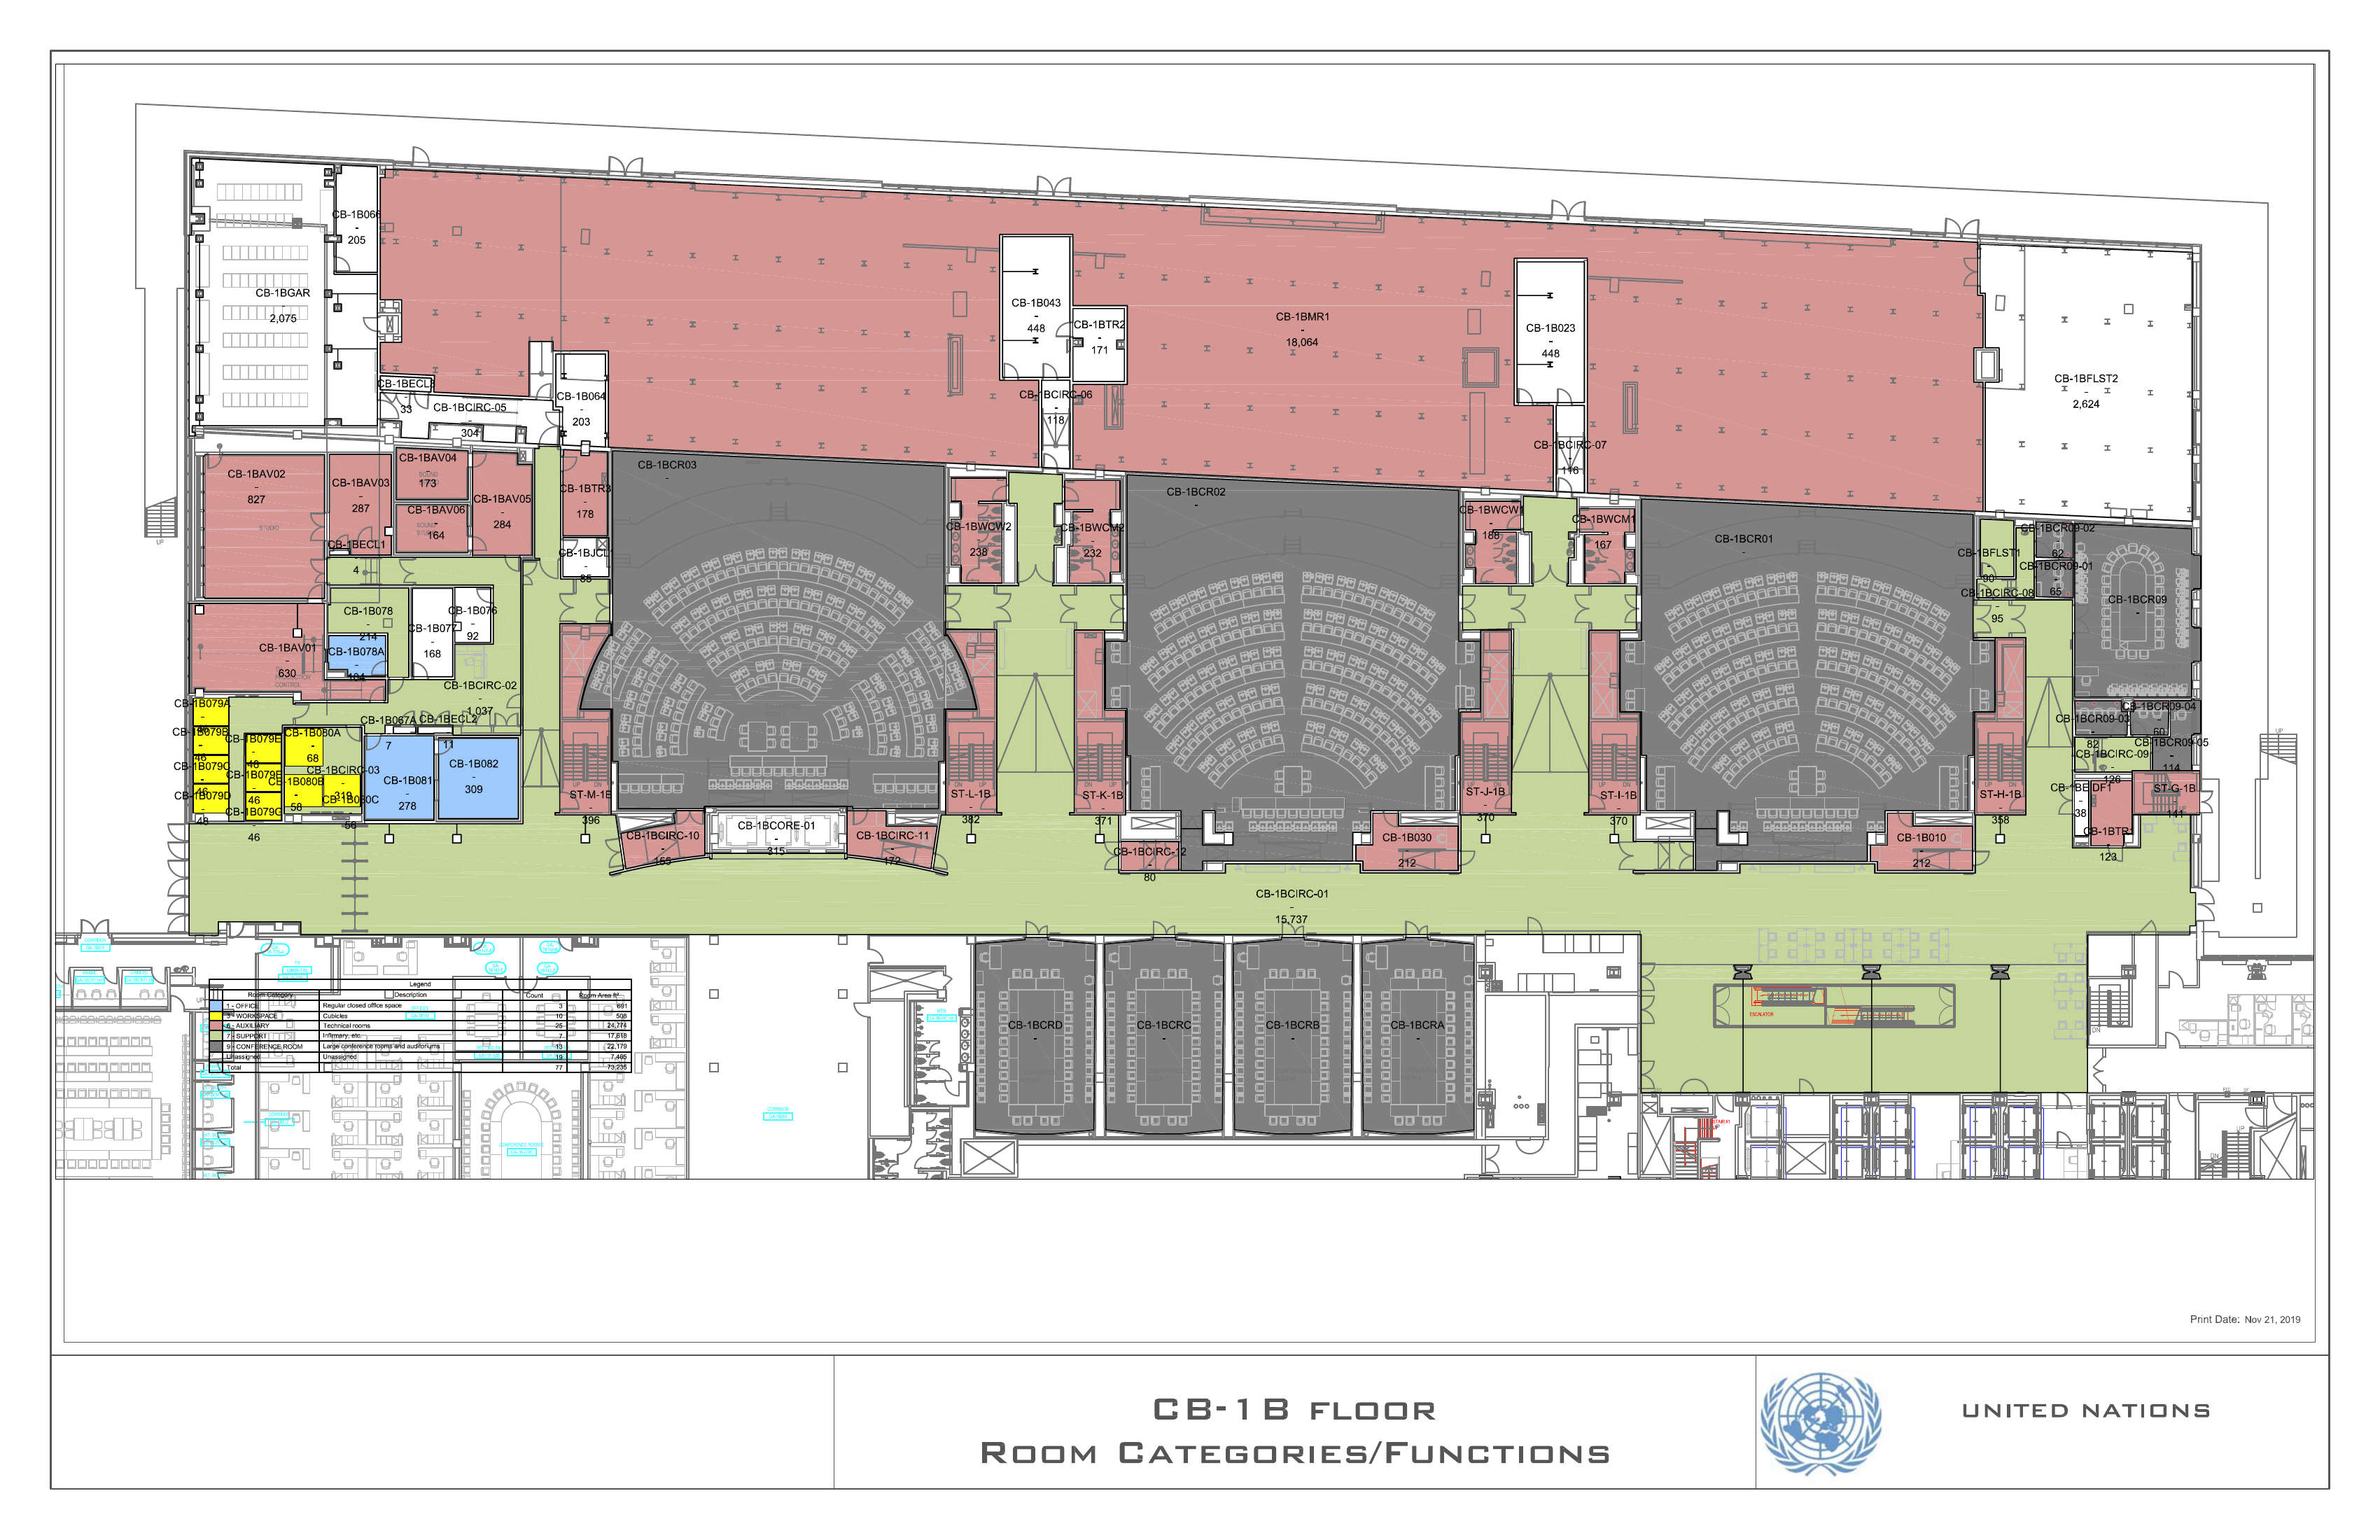 CB-1B066
-
205
CB-1BGAR
-
2,075
CB-1B043
-
448
CB-1BTR2
-
171
CB-1BMR1
-
18,064
CB-1B023
-
448
CB-1BFLST2
-
2,624
CB-1BECL3
-
33
CB-1BCIRC-05
-
304
CB-1B064
-
203
CB-1BCIRC-06
-
118
CB-1BCIRC-07
-
116
CB-1BAV02
-
827
STUDIO
CB-1BAV03
-
287
CB-1BAV04
-
173
CB-1BAV06
-
164
CB-1BAV05
-
284
CB-1BTR3
-
178
CB-1BCR03
-
CB-1BCR02
-
CB-1BCR01
-
CB-1BWCW2
-
238
CB-1BWCM2
-
232
CB-1BWCW1
-
188
CB-1BWCM1
-
167
CB-1BECL1
-
4
CB-1BJCL
-
85
CB-1BFLST1
-
90
CB-1BCR09-02
-
62
CB-1BCR09-01
-
65
CB-1BCIRC-08
-
95
CB-1BCR09
-
UP
CB-1B078
-
214
CB-1B078A
-
104
CB-1B077
-
168
CB-1B076
-
92
CB-1BAV01
-
630
CONTROL
CB-1BCIRC-02
-
1,037
CB-1B079A
-
CB-1B079B
-
46
CB-1B079C
-
46
CB-1B079D
-
48
CB-1B079E
-
48
CB-1B079F
-
46
CB-1B079G
-
46
CB-1B080A
-
68
CB-1B080B
-
58
CB-1B080C
-
56
CB-1BCIRC-03
-
319
CB-1B067A
-
7
CB-1BECL2
-
11
CB-1B081
-
278
CB-1B082
-
309
ST-M-1B
-
396
ST-L-1B
-
382
ST-K-1B
-
371
ST-J-1B
-
370
ST-I-1B
-
370
ST-H-1B
-
358
ST-G-1B
-
141
CB-1BCR09-03
-
82
CB-1BCR09-04
-
60
CB-1BCR09-05
-
114
CB-1BCIRC-09
-
126
CB-1BEIDF1
-
38
CB-1BTR1
-
123
CB-1BCIRC-10
-
155
CB-1BCORE-01
-
315
CB-1BCIRC-11
-
172
CB-1BCIRC-12
-
80
CB-1B030
-
212
CB-1B010
-
212
CB-1BCIRC-01
-
15,737
CB-1BCRD
-
CB-1BCRC
-
CB-1BCRB
-
CB-1BCRA
-
ESCALATOR
CORRIDOR
MEN
CORRIDOR
UP
DN
Legend
Room Category Description Count Room Area ft²
1 - OFFICE Regular closed office space 3 691
3 - WORKSPACE Cubicles 10 508
6 - AUXILIARY Technical rooms 25 24,774
7 - SUPPORT Infirmary, etc. 7 17,618
9 - CONFERENCE ROOM Large conference rooms and auditoriums 13 22,179
Unassigned Unassigned 19 7,465
Total 77 73,235
Print Date: Nov 21, 2019
CB-1B FLOOR
ROOM CATEGORIES/FUNCTIONS
UNITED NATIONS